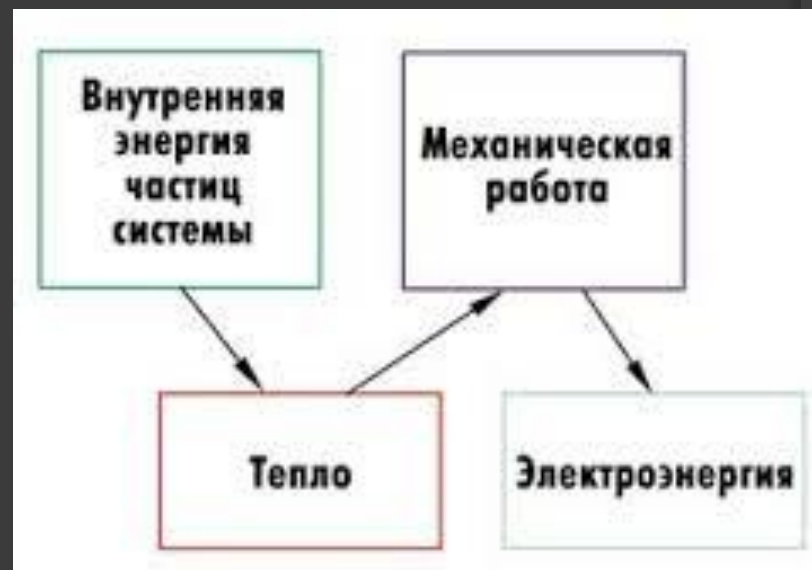 Внутренняя
энергия
частиц
системы
Механическая
работа
Тепло
Электроэнергия